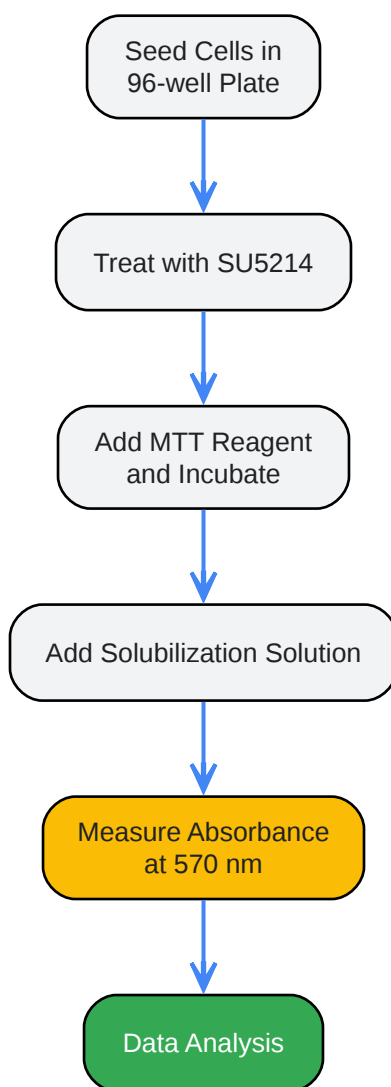 Seed Cells in
96-well Plate
Treat with SU5214
Add MTT Reagent
and Incubate
Add Solubilization Solution
Measure Absorbance
at 570 nm
Data Analysis